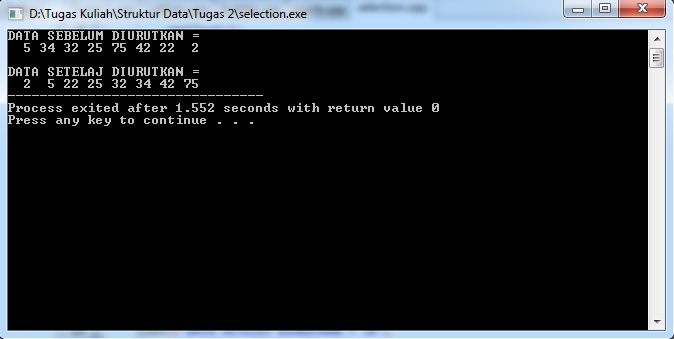 D:\Tugas Kuliah\Struktur Data\Tugas 2\selection.exe
DATA SEBELUM DIURUTKAN =
5 34 32 25 75 42 22 2
DATA SETELAJ DIURUTKAN =
2 5 22 25 32 34 42 75
--------------------------------
Process exited after 1.552 seconds with return value 0
Press any key to continue . . .